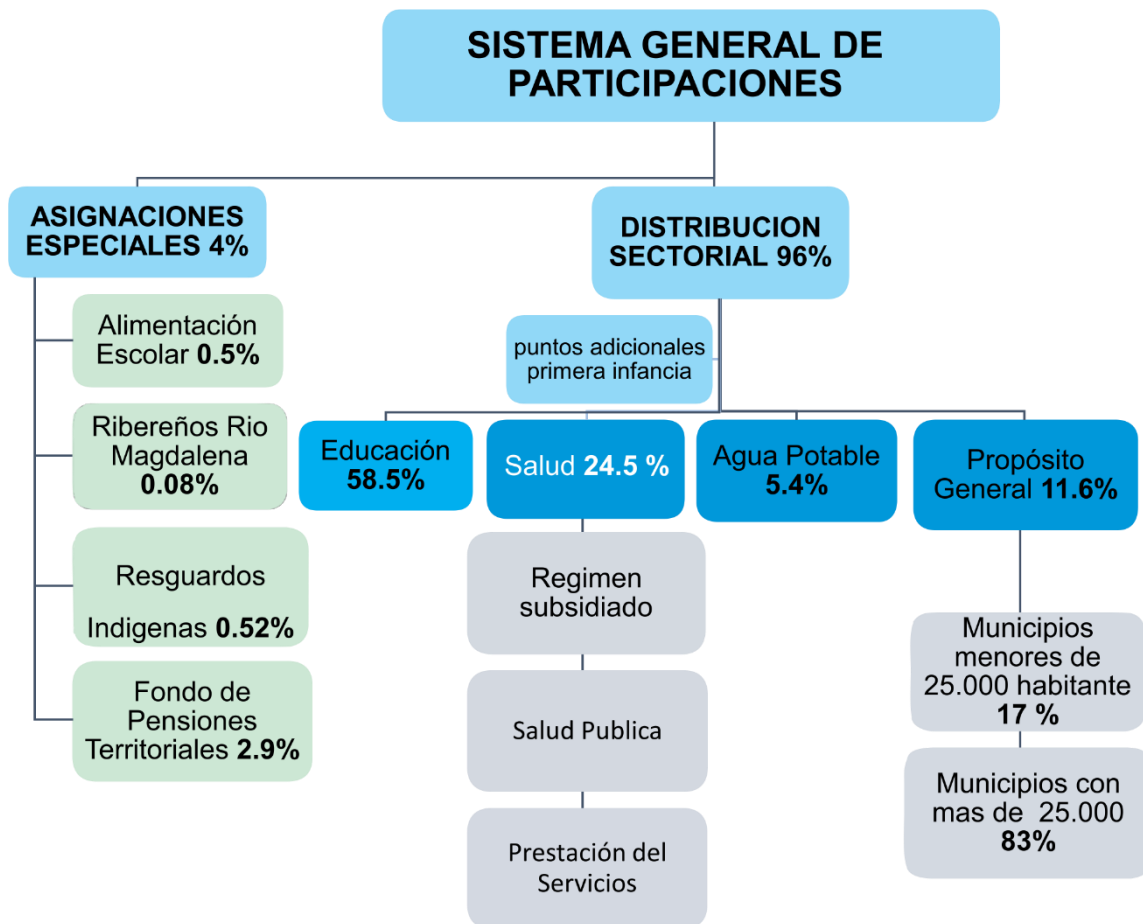 SISTEMA GENERAL DE
PARTICIPACIONES
ASIGNACIONES
ESPECIALES 4%
DISTRIBUCION
SECTORIAL 96%
Alimentación
Escolar 0.5%
Ribereños Rio
Magdalena
0.08%
Resguardos
Indigenas 0.52%
Fondo de
Pensiones
Territoriales 2.9%
puntos adicionales
primera infancia
Educación
58.5%
Salud 24.5 %
Agua Potable
5.4%
Propósito
General 11.6%
Regimen
subsidiado
Salud Publica
Prestación del
Servicios
Municipios
menores de
25.000 habitante
17 %
Municipios con
mas de 25.000
83%